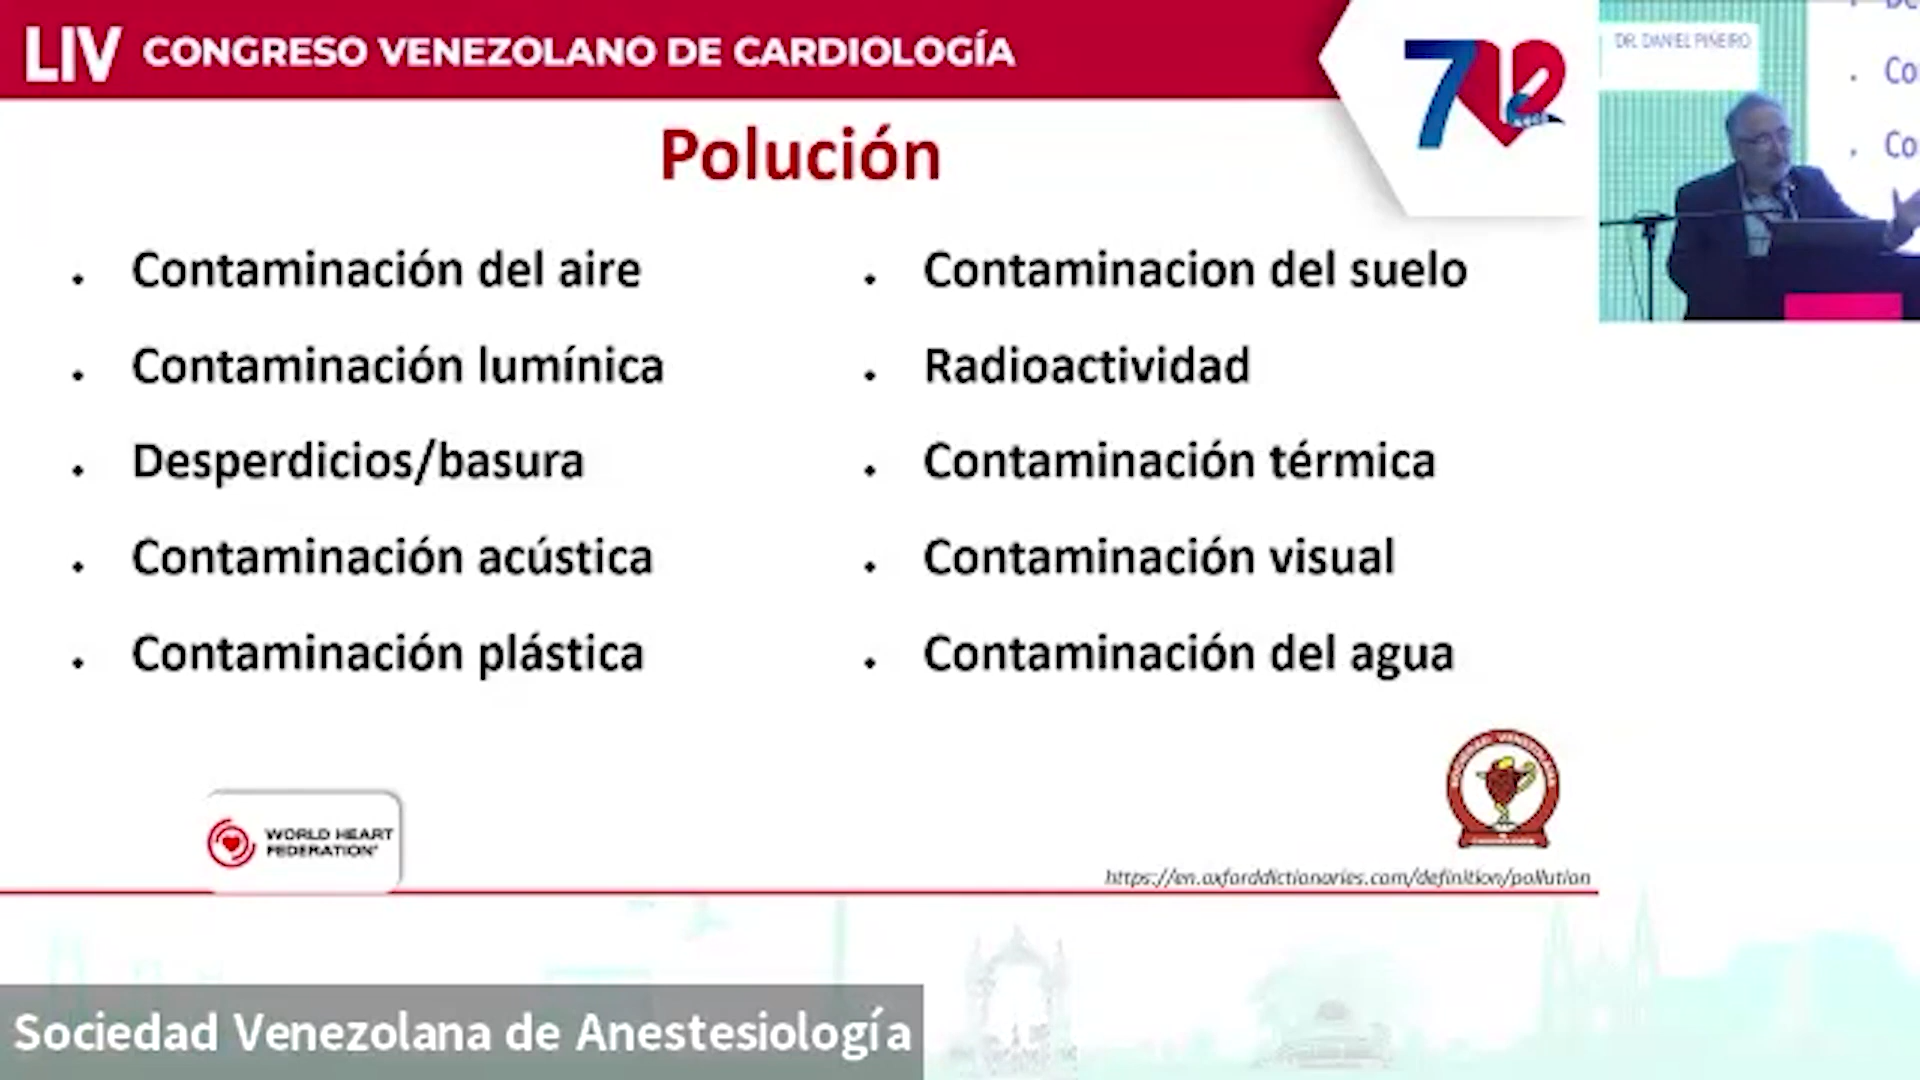 LIV CONGRESO VENEZOLANO DE CARDIOLOGÍA
70
DR. DANIEL PIÑEIRO
Co
Co
Polución
Contaminación del aire
Contaminación lumínica
Desperdicios/basura
Contaminación acústica
Contaminación plástica
Contaminacion del suelo
Radioactividad
Contaminación térmica
Contaminación visual
Contaminación del agua
WORLD HEART
FEDERATION
https://en.oxforddictionaries.com/definition/pollution
Sociedad Venezolana de Anestesiología